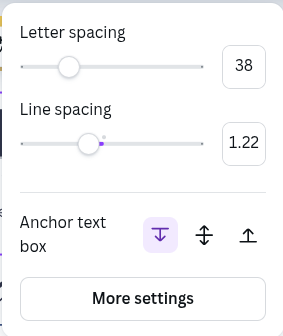 Letter spacing
38
Line spacing
1.22
Anchor text
box
More settings